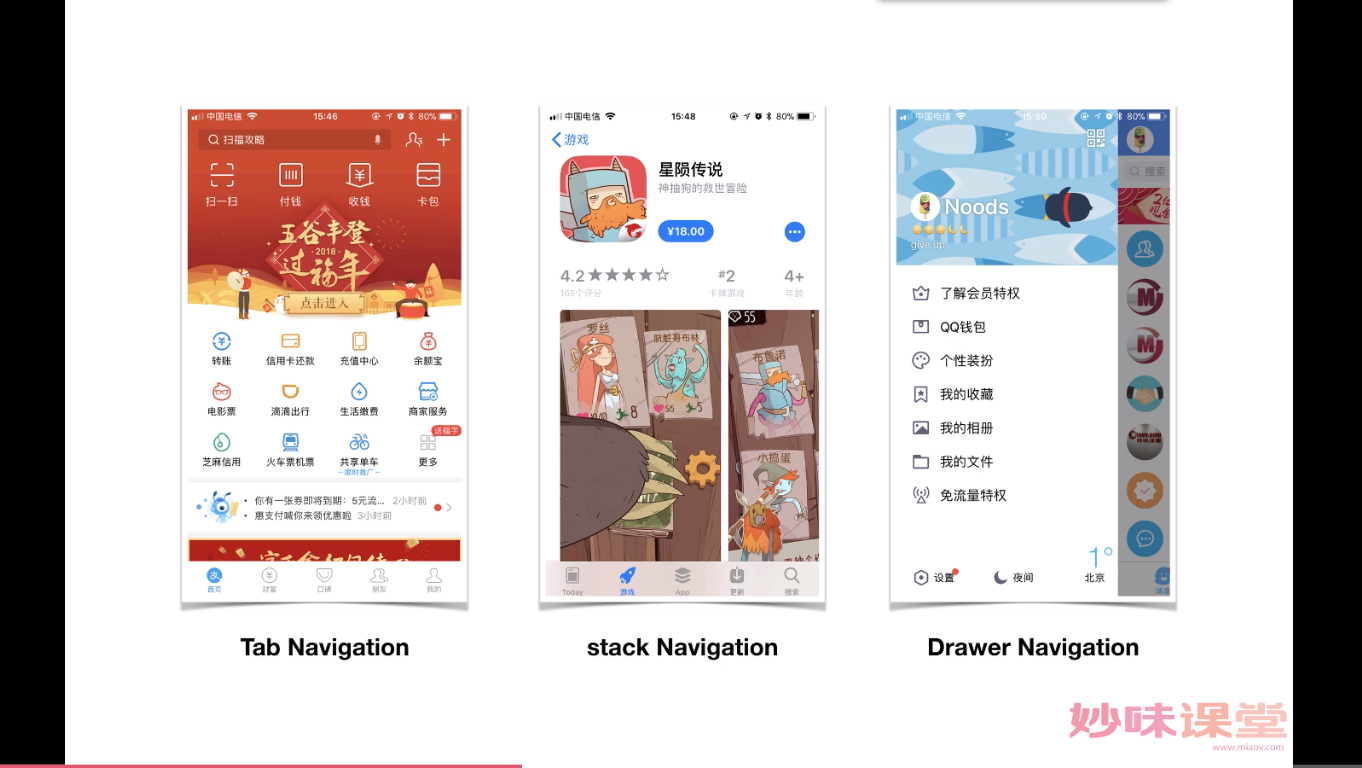 中国电信
15:46
80%
扫福攻略
扫一扫
付钱
收钱
卡包
五谷丰登
·2018·
过福年
点击进入
转账
信用卡还款
充值中心
余额宝
电影票
滴滴出行
生活缴费
商家服务
送福字
芝麻信用
火车票机票
共享单车
更多
限时推广
你有一张券即将到期：5元流... 2小时前
惠支付喊你来领优惠啦 3小时前
首页
财富
口碑
朋友
我的
Tab Navigation
中国电信
15:48
80%
游戏
星陨传说
神抽狗的救世冒险
¥18.00
4.2
165个评分
#2
卡牌游戏
4+
年龄
罗丝
肮脏哥布林
8
55
5
55
布鲁诺
小捣蛋
Today
游戏
App
更新
搜索
stack Navigation
中国电信
15:50
80%
Noods
give up
搜索
了解会员特权
QQ钱包
个性装扮
我的收藏
我的相册
我的文件
免流量特权
设置
夜间
1°
北京
Drawer Navigation
妙味课堂
www.miaov.com